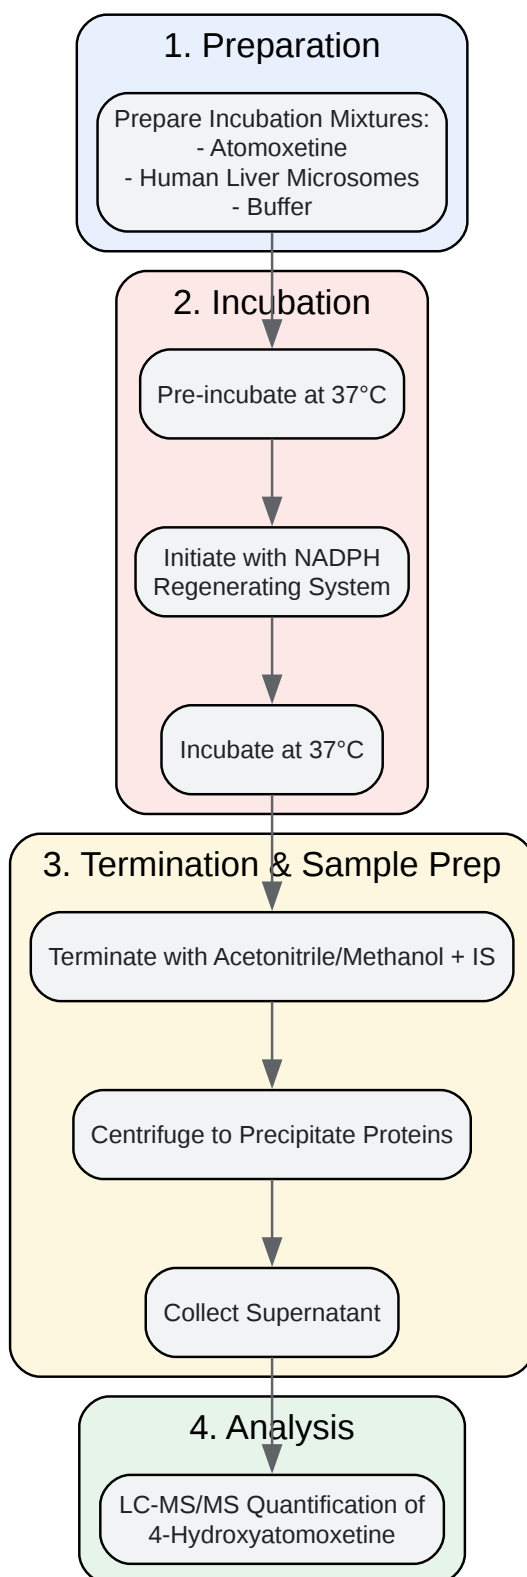 1. Preparation
Prepare Incubation Mixtures:
- Atomoxetine
- Human Liver Microsomes
- Buffer
2. Incubation
Pre-incubate at 37°C
Initiate with NADPH
Regenerating System
Incubate at 37°C
3. Termination & Sample Prep
Terminate with Acetonitrile/Methanol + IS
Centrifuge to Precipitate Proteins
Collect Supernatant
4. Analysis
LC-MS/MS Quantification of
4-Hydroxyatomoxetine